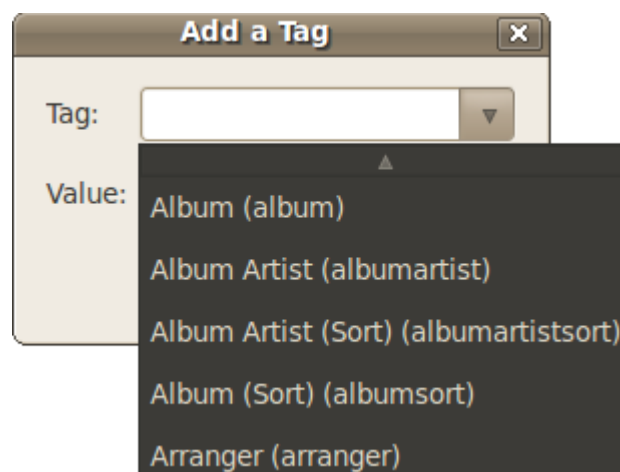 Add a Tag
Tag:
Value:
Album (album)
Album Artist (albumartist)
Album Artist (Sort) (albumartistsort)
Album (Sort) (albumsort)
Arranger (arranger)